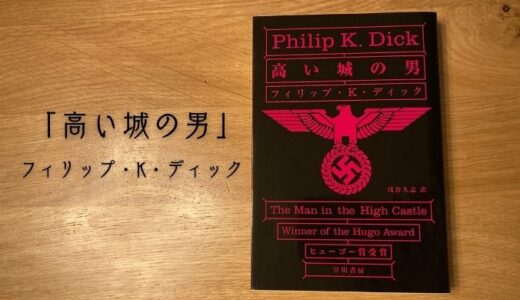 「高い城の男」
フィリップ・K・ディック
Philip K. Dick
高い城の男
フィリップ・K・ディック
浅倉久志 訳
The Man in the High Castle
Winner of the Hugo Award
ヒューゴー賞受賞
早川書房